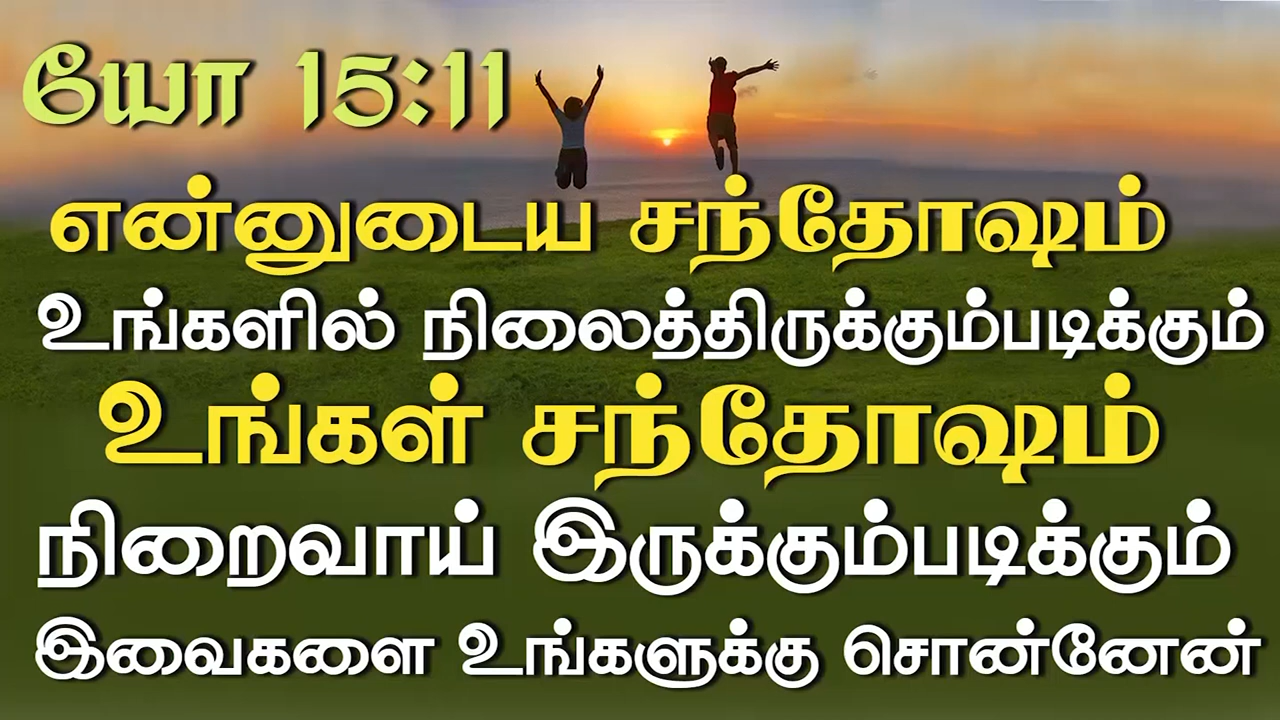 யோ 15:11
என்னுடைய சந்தோஷம்
உங்களில் நிலைத்திருக்கும்படிக்கும்
உங்கள் சந்தோஷம்
நிறைவாய் இருக்கும்படிக்கும்
இவைகளை உங்களுக்கு சொன்னேன்